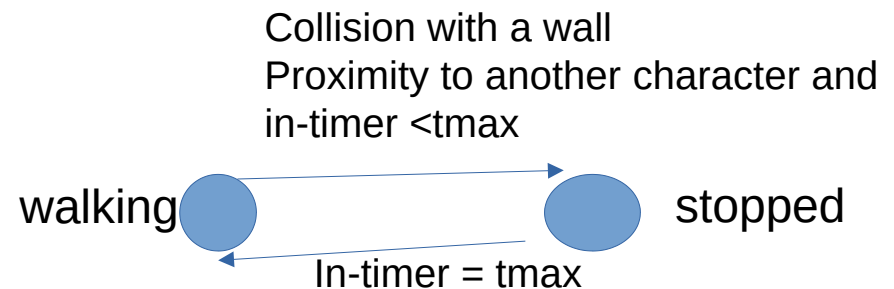 Collision with a wall
Proximity to another character and
in-timer <tmax
walking
stopped
In-timer = tmax